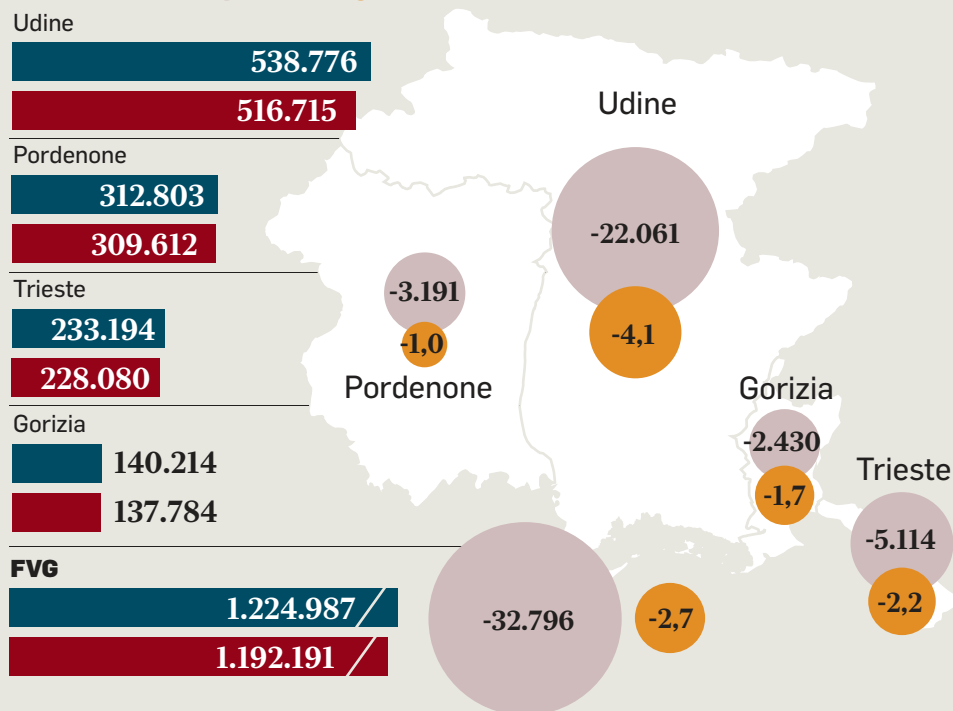 Udine
538.776
516.715
Pordenone
312.803
309.612
Trieste
233.194
228.080
Gorizia
140.214
137.784
FVG
1.224.987
1.192.191
Udine
-22.061
-4,1
-3.191
-1,0
Pordenone
Gorizia
-2.430
-1,7
Trieste
-5.114
-2,2
-32.796
-2,7